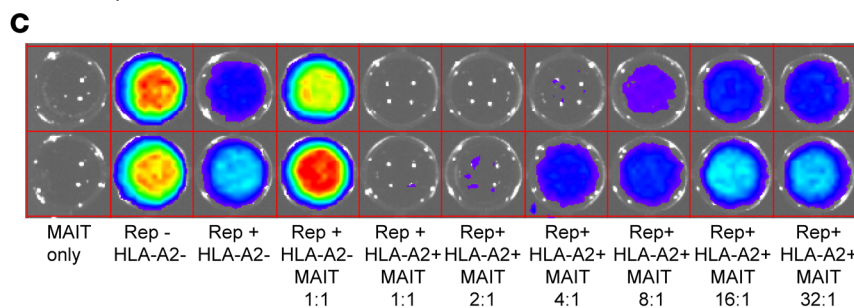 C
MAIT only
Rep - HLA-A2-
Rep + HLA-A2-
Rep + HLA-A2- MAIT 1:1
Rep + HLA-A2+ MAIT 1:1
Rep+ HLA-A2+ MAIT 2:1
Rep+ HLA-A2+ MAIT 4:1
Rep+ HLA-A2+ MAIT 8:1
Rep+ HLA-A2+ MAIT 16:1
Rep+ HLA-A2+ MAIT 32:1